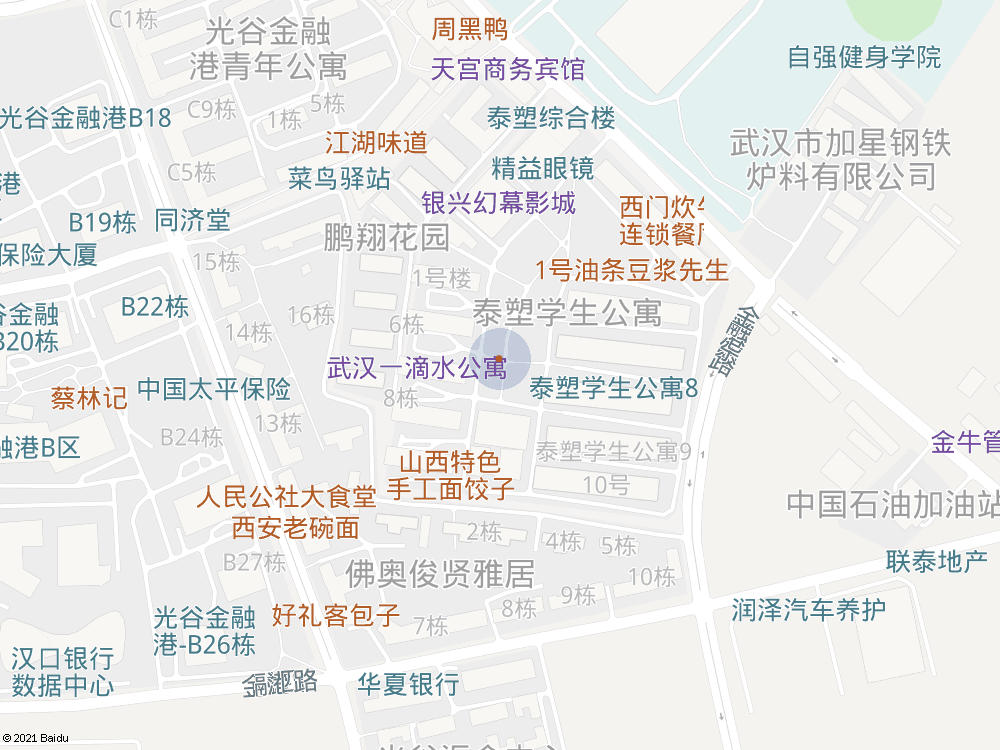 C1栋
光谷金融
港青年公寓
周黑鸭
天宫商务宾馆
自强健身学院
C9栋
5栋
1栋
光谷金融港B18
泰塑综合楼
江湖味道
武汉市加星钢铁
炉料有限公司
C5栋
菜鸟驿站
精益眼镜
港
B19栋
同济堂
银兴幻幕影城
西门炊牛
连锁餐厅
保险大厦
鹏翔花园
15栋
1号楼
1号油条豆浆先生
B22栋
16栋
6栋
泰塑学生公寓
谷金融
B20栋
14栋
金融港路
武汉一滴水公寓
中国太平保险
泰塑学生公寓8
蔡林记
8栋
13栋
融港B区
B24栋
泰塑学生公寓9
金牛管
山西特色
手工面饺子
10号
人民公社大食堂
西安老碗面
中国石油加油站
2栋
4栋
5栋
B27栋
佛奥俊贤雅居
10栋
联泰地产
9栋
8栋
光谷金融
港-B26栋
好礼客包子
7栋
润泽汽车养护
汉口银行
数据中心
华夏银行
© 2021 Baidu